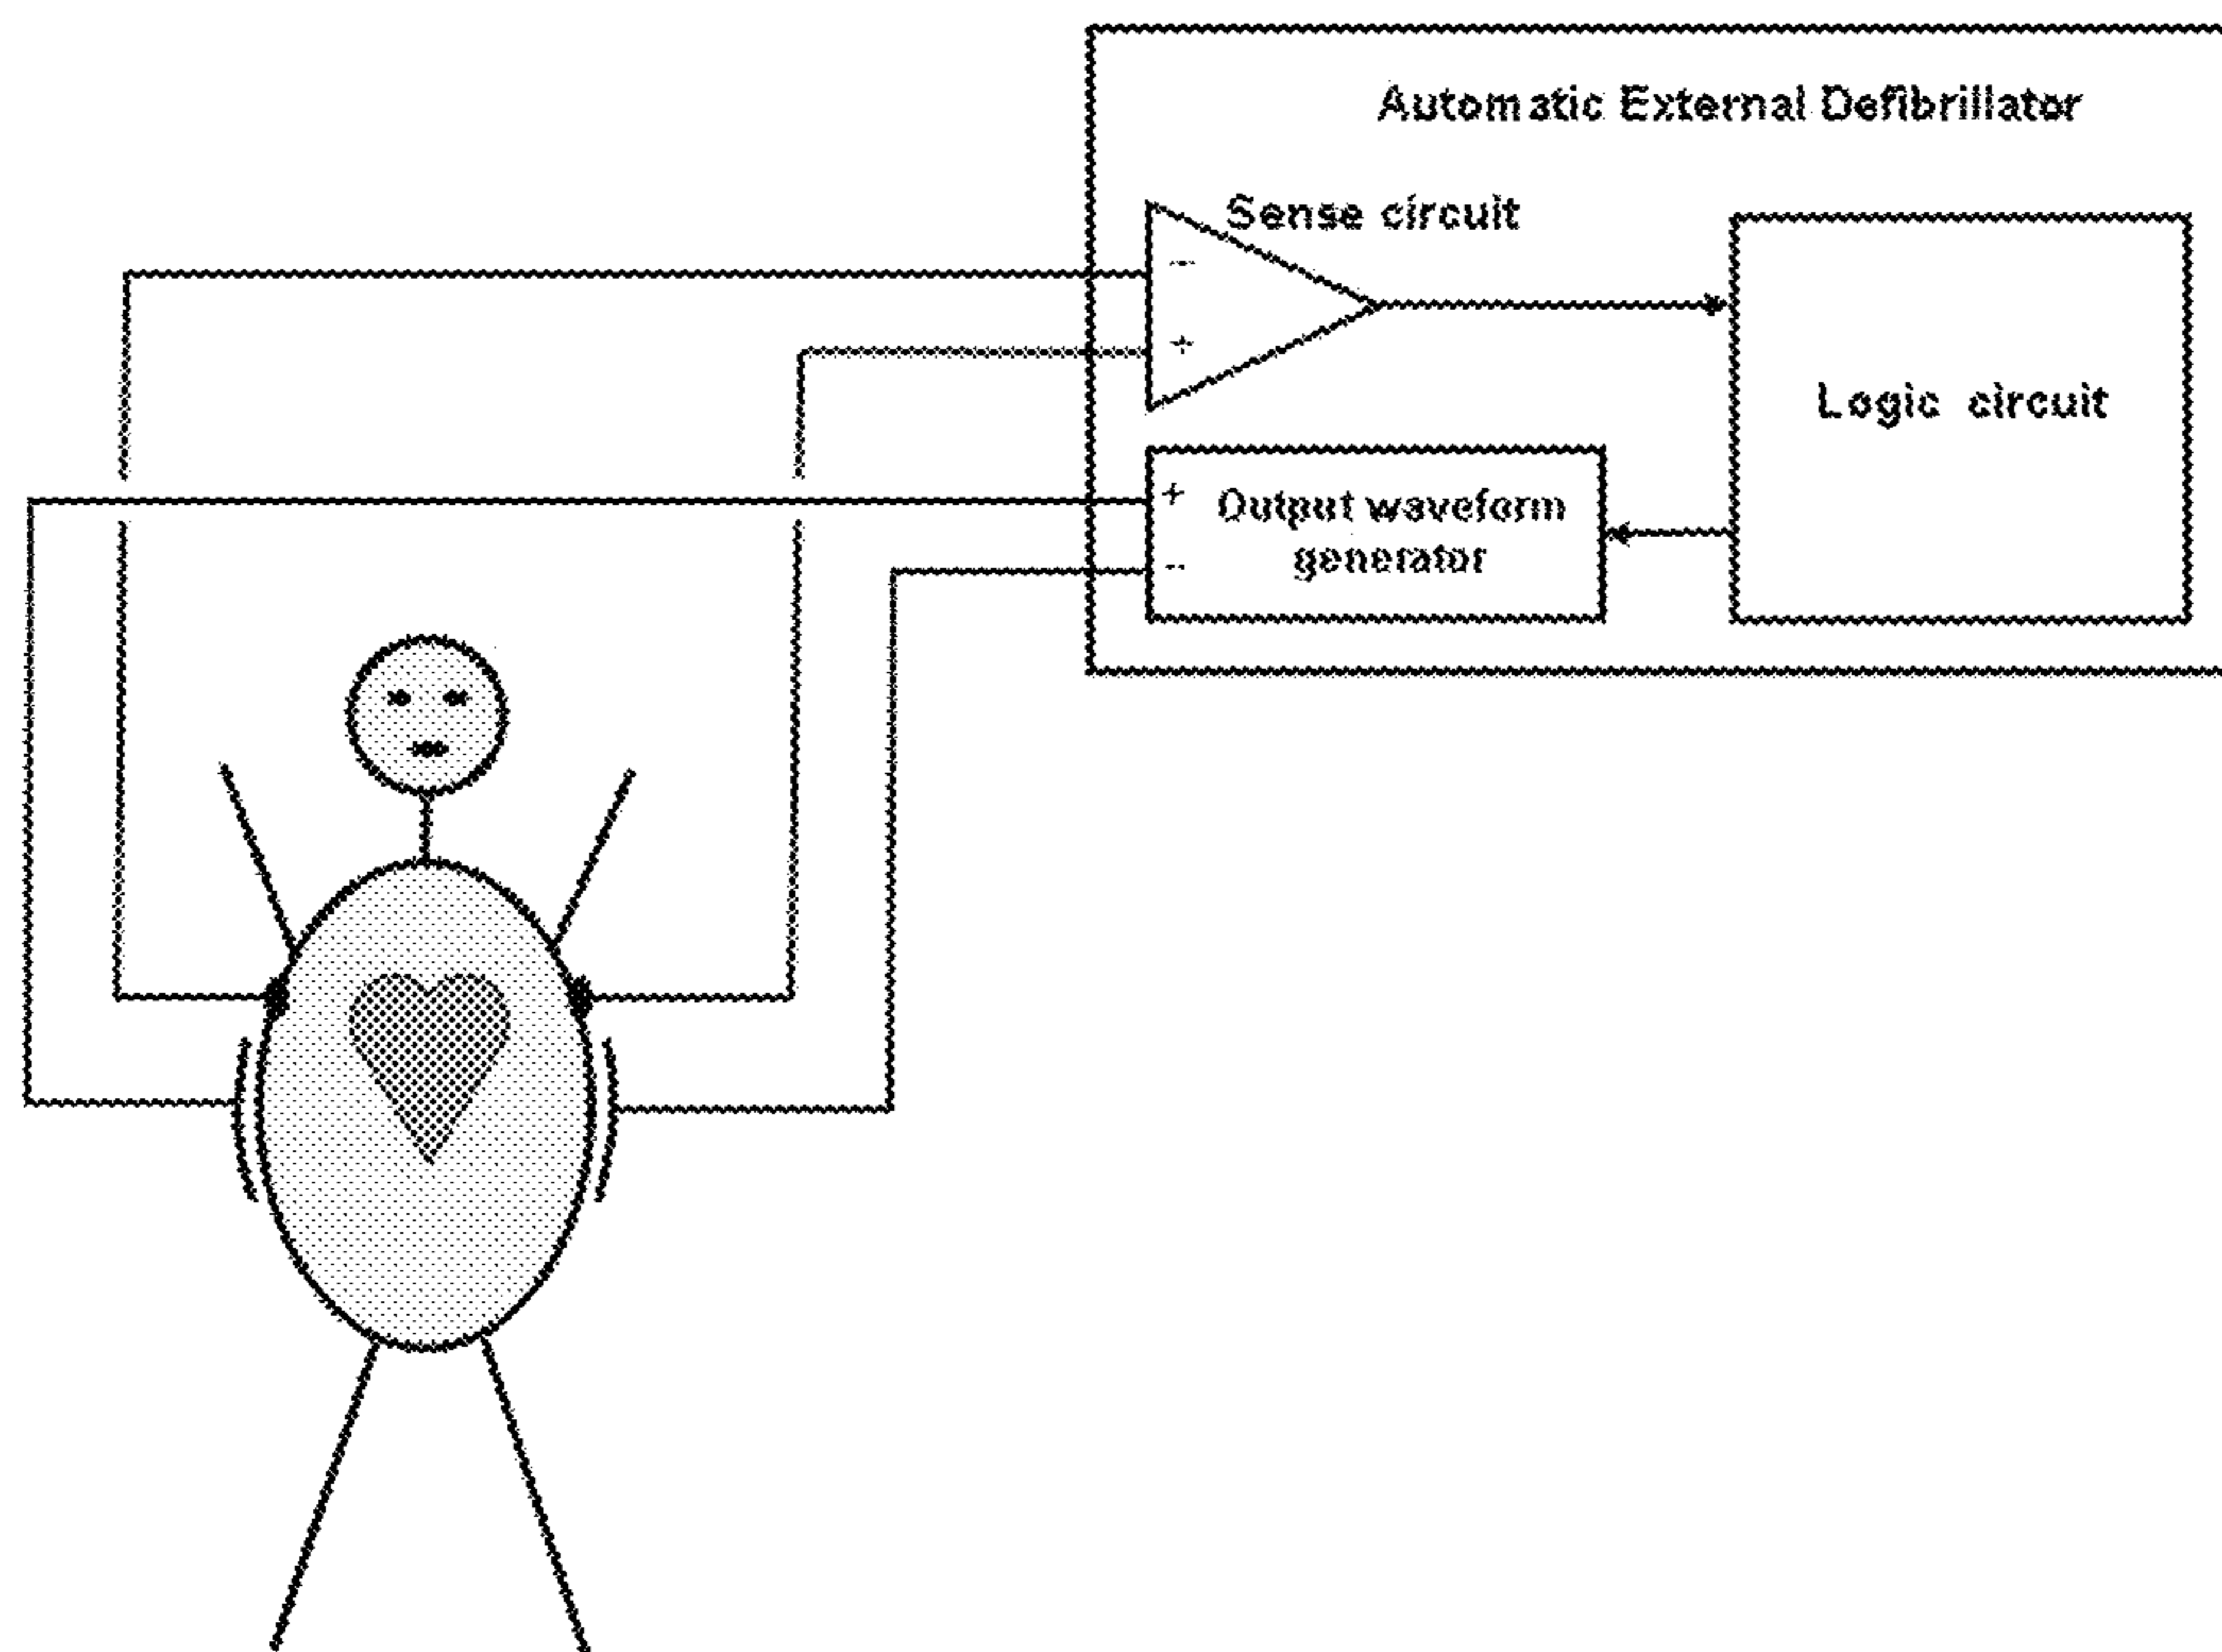 Automatic External Defibrillator
Sense circuit
-
+
Logic circuit
+ Output waveform
generator
-